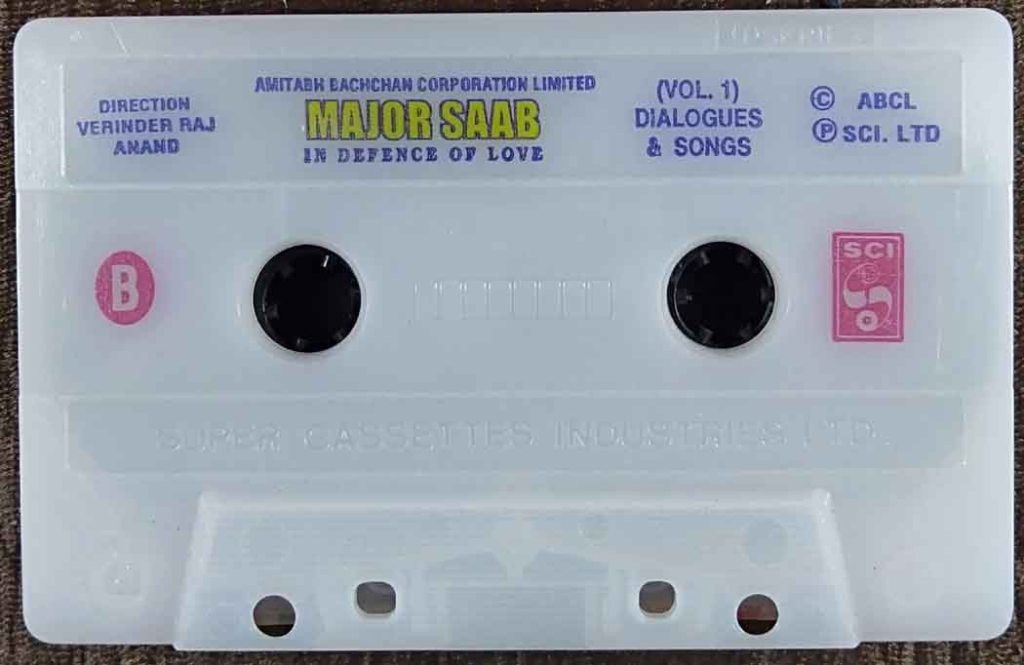 DIRECTION
VERINDER RAJ
ANAND
AMITABH BACHCHAN CORPORATION LIMITED
MAJOR SAAB
IN DEFENCE OF LOVE
(VOL. 1)
DIALOGUES
& SONGS
© ABCL
℗ SCI. LTD
B
SCI
SUPER CASSETTES INDUSTRIES LTD.